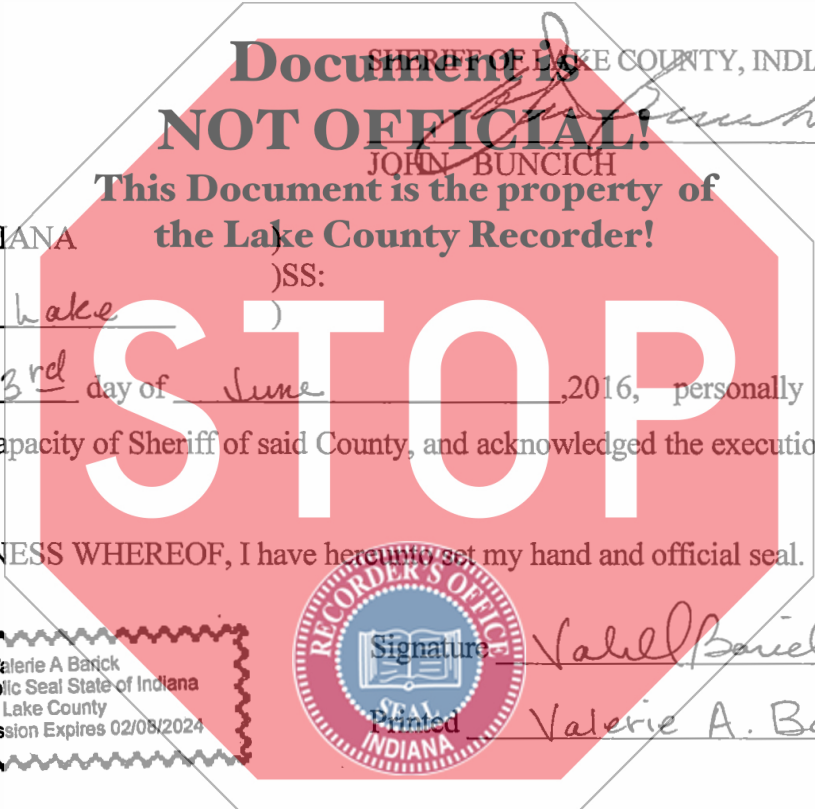 Document is
SHERIFF OF LAKE COUNTY, INDI
NOT OFFICIAL!
JOHN BUNCICH
This Document is the property of
IANA )
the Lake County Recorder!
)SS:
Lake )
STOP
3rd day of June ,2016, personally
apacity of Sheriff of said County, and acknowledged the executio
NESS WHEREOF, I have hereunto set my hand and official seal.
RECORDER'S OFFICE
SEAL
INDIANA
alerie A Barick
lic Seal State of Indiana
Lake County
sion Expires 02/08/2024
Signature
Printed Valerie A. Ba